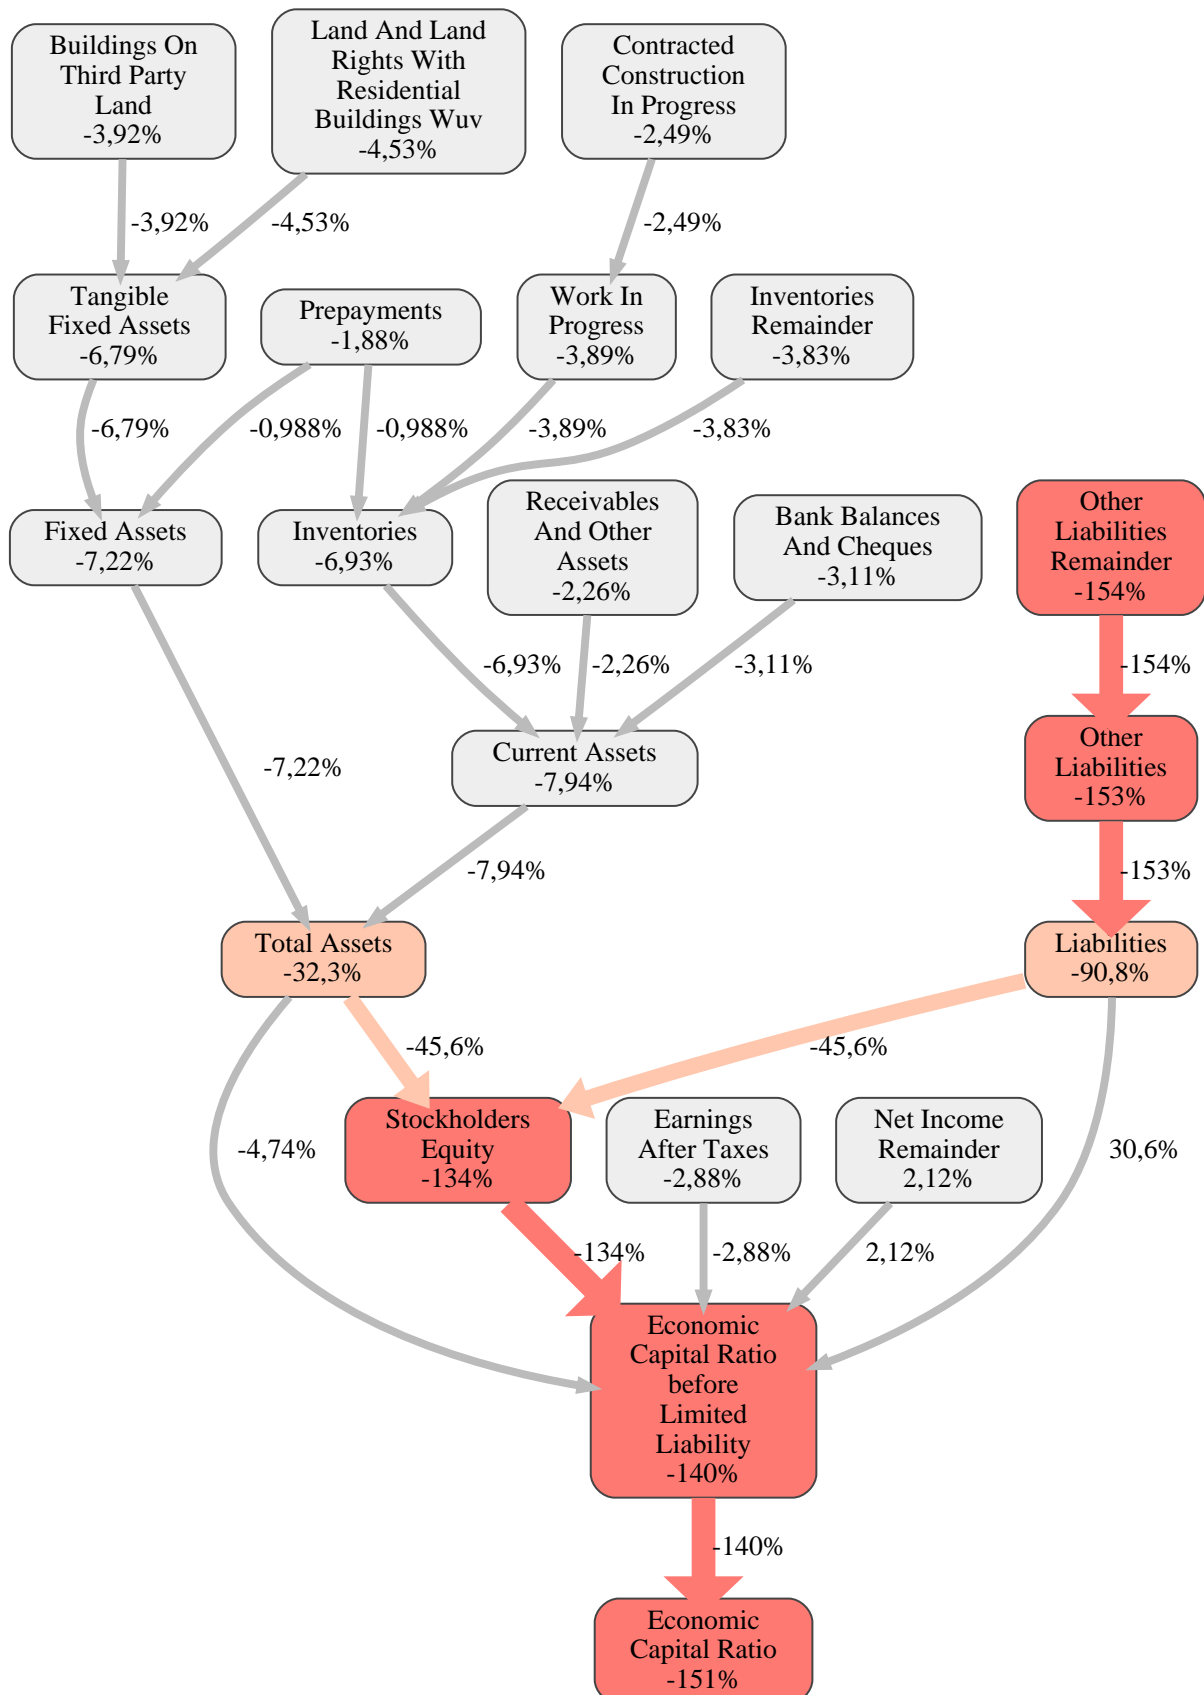 Buildings On
Third Party
Land
-3,92%
Land And Land
Rights With
Residential
Buildings Wuv
-4,53%
Contracted
Construction
In Progress
-2,49%
-3,92%
-4,53%
-2,49%
Tangible
Fixed Assets
-6,79%
Prepayments
-1,88%
Work In
Progress
-3,89%
Inventories
Remainder
-3,83%
-6,79%
-0,988%
-0,988%
-3,89%
-3,83%
Fixed Assets
-7,22%
Inventories
-6,93%
Receivables
And Other
Assets
-2,26%
Bank Balances
And Cheques
-3,11%
Other
Liabilities
Remainder
-154%
-6,93%
-2,26%
-3,11%
-154%
-7,22%
Current Assets
-7,94%
Other
Liabilities
-153%
-7,94%
-153%
Total Assets
-32,3%
Liabilities
-90,8%
-45,6%
-45,6%
-4,74%
Stockholders
Equity
-134%
Earnings
After Taxes
-2,88%
Net Income
Remainder
2,12%
30,6%
-134%
-2,88%
2,12%
Economic
Capital Ratio
before
Limited
Liability
-140%
-140%
Economic
Capital Ratio
-151%